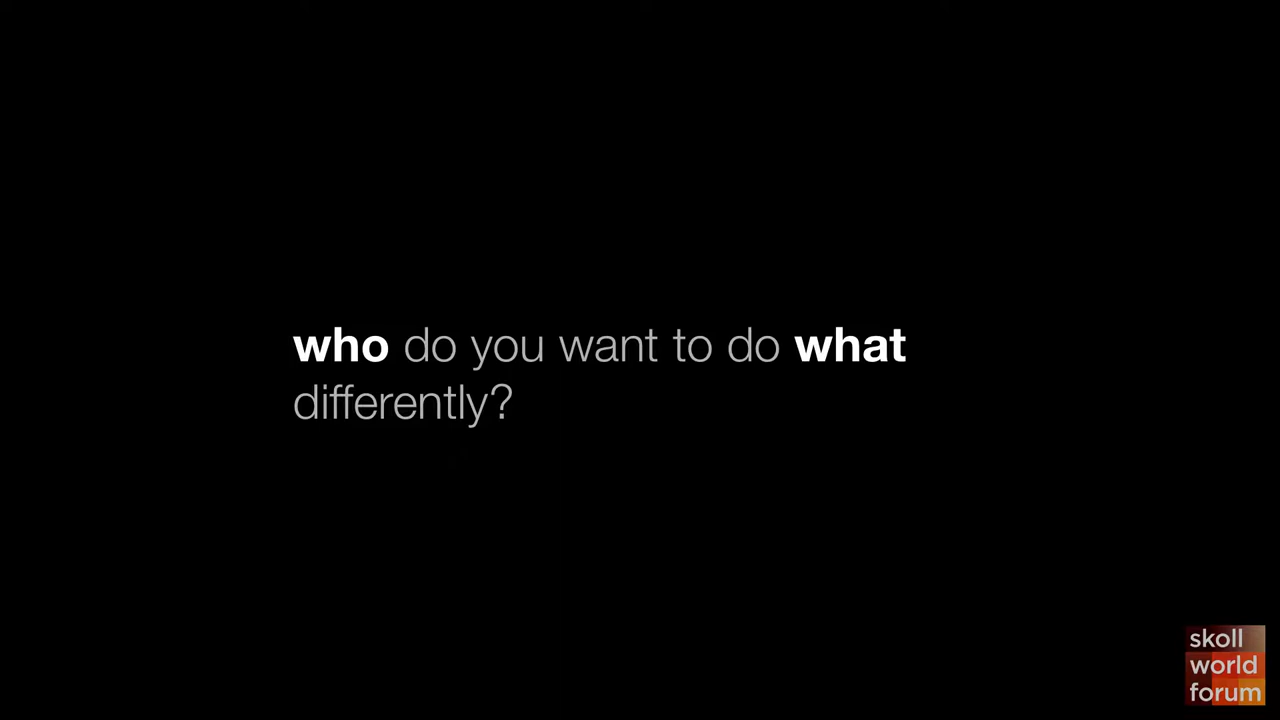 who do you want to do what
differently?
skoll
world
forum